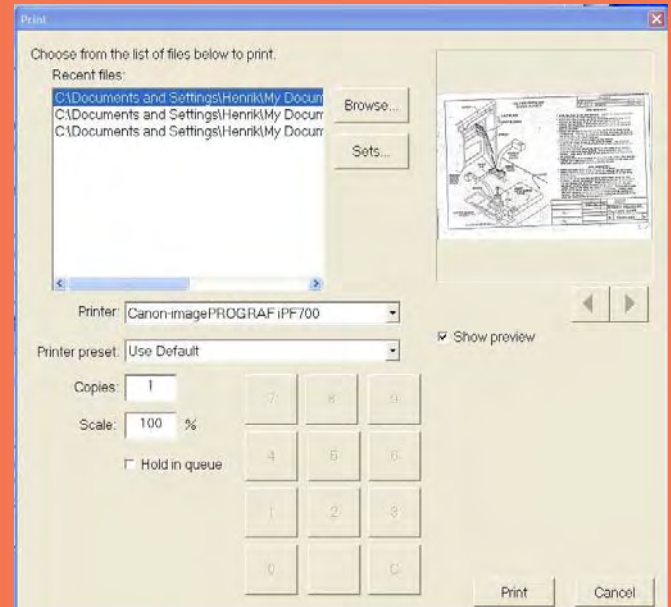 Print
Choose from the list of files below to print.
Recent files:
C:\Documents and Settings\Henrik\My Docum
C:\Documents and Settings\Henrik\My Docum
C:\Documents and Settings\Henrik\My Docum
Browse...
Sets...
Printer: Canon-imagePROGRAF iPF700
Printer preset: Use Default
Show preview
Copies: 1
Scale: 100 %
Hold in queue
7 8 9
4 5 6
1 2 3
0 C
Print Cancel